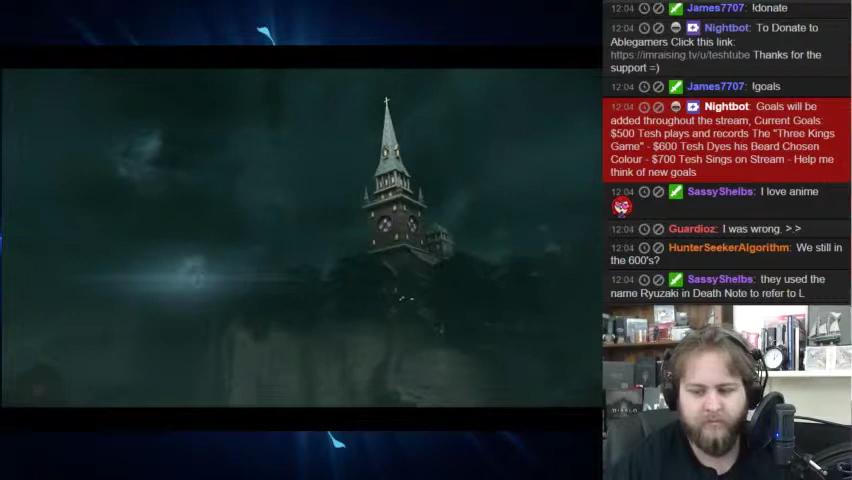 12:04 James7707: !donate
12:04 Nightbot: To Donate to
Ablegamers Click this link:
https://imraising.tv/u/teshtube Thanks for the
support =)
12:04 James7707: !goals
12:04 Nightbot: Goals will be
added throughout the stream, Current Goals:
$500 Tesh plays and records The "Three Kings
Game" - $600 Tesh Dyes his Beard Chosen
Colour - $700 Tesh Sings on Stream - Help me
think of new goals
12:04 SassyShelbs: I love anime
12:04 Guardioz: I was wrong. >.>
12:04 HunterSeekerAlgorithm: We still in
the 600's?
12:04 SassyShelbs: they used the
name Ryuzaki in Death Note to refer to L
DIABLO